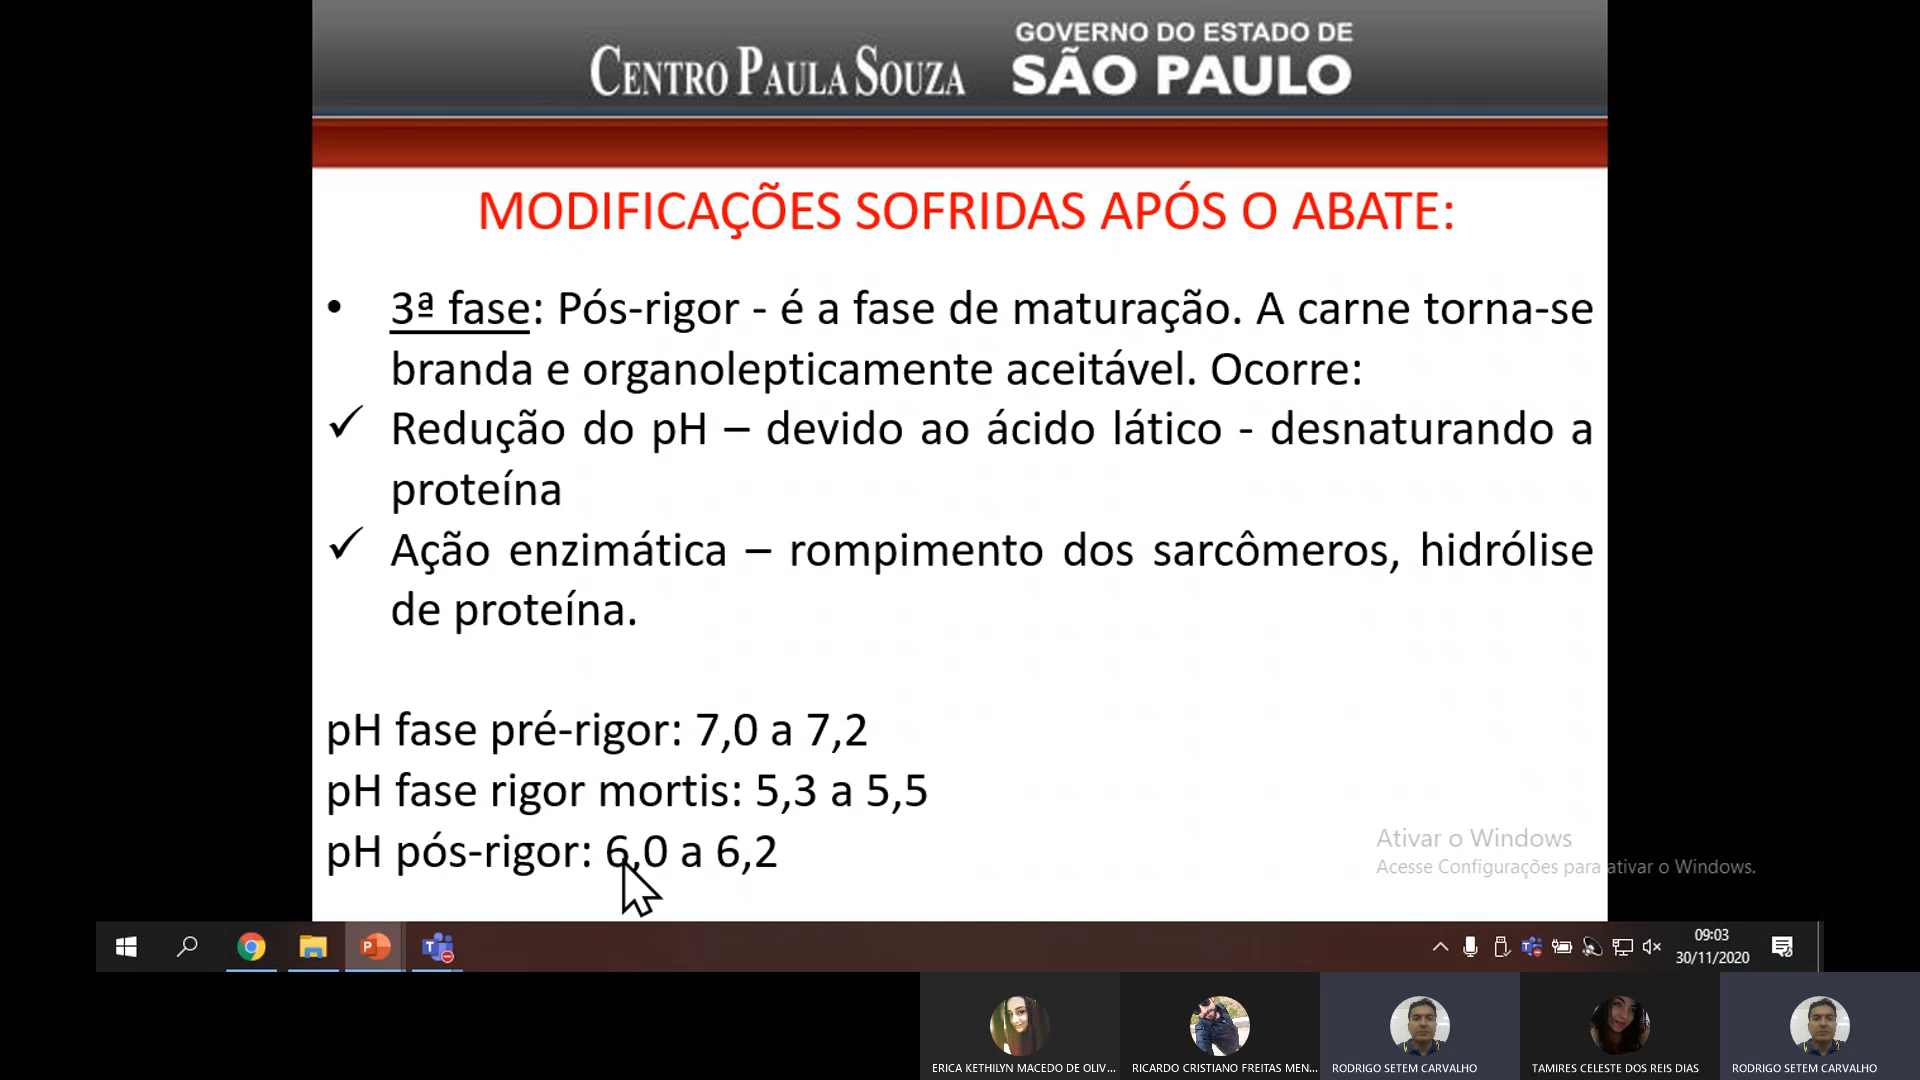 CENTRO PAULA SOUZA
GOVERNO DO ESTADO DE
SÃO PAULO
MODIFICAÇÕES SOFRIDAS APÓS O ABATE:
• 3ª fase: Pós-rigor - é a fase de maturação. A carne torna-se
branda e organolepticamente aceitável. Ocorre:
✓ Redução do pH – devido ao ácido lático - desnaturando a
proteína
✓ Ação enzimática – rompimento dos sarcômeros, hidrólise
de proteína.
pH fase pré-rigor: 7,0 a 7,2
pH fase rigor mortis: 5,3 a 5,5
pH pós-rigor: 6,0 a 6,2
Ativar o Windows
Acesse Configurações para ativar o Windows.
09:03
30/11/2020
ERICA KETHILYN MACEDO DE OLIV...
RICARDO CRISTIANO FREITAS MEN...
RODRIGO SETEM CARVALHO
TAMIRES CELESTE DOS REIS DIAS
RODRIGO SETEM CARVALHO